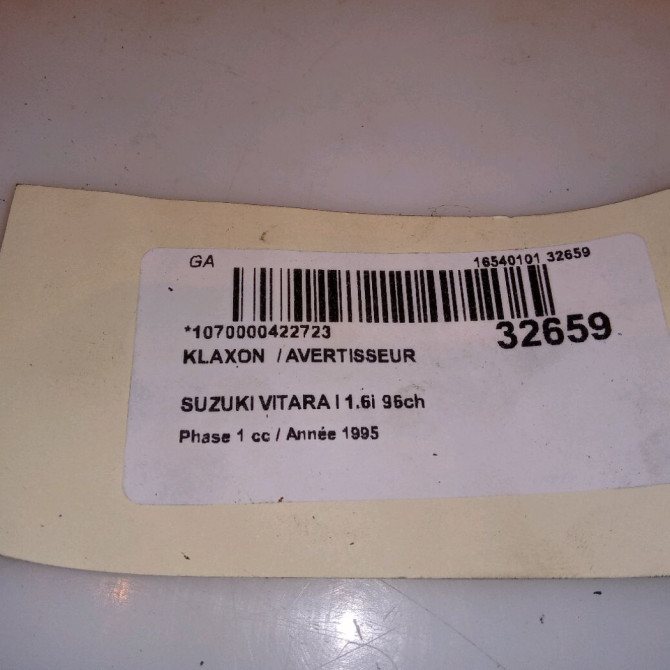 GA 16540101 32659
*1070000422723 32659
KLAXON / AVERTISSEUR
SUZUKI VITARA I 1.6i 96ch
Phase 1 cc / Année 1995